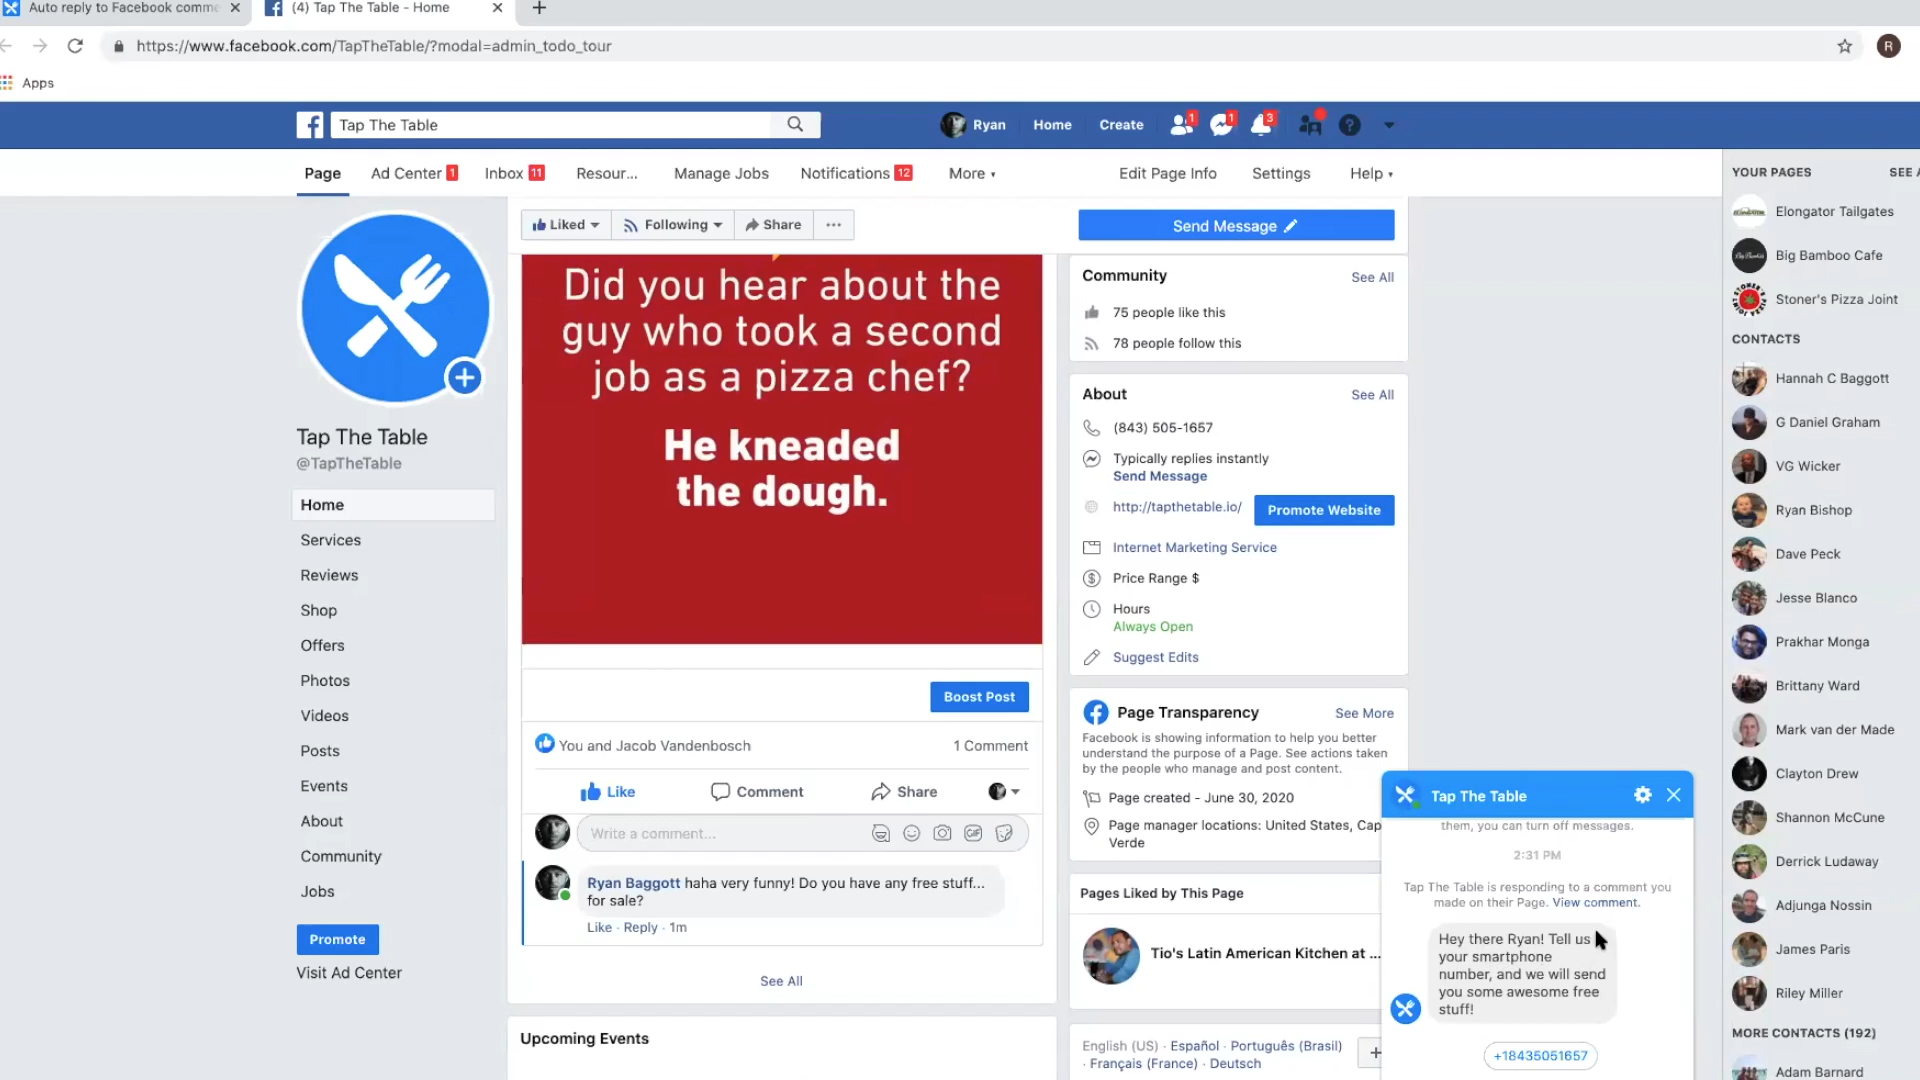 Auto reply to Facebook comme
(4) Tap The Table - Home
https://www.facebook.com/TapTheTable/?modal=admin_todo_tour
R
Apps
Tap The Table
Ryan
Home
Create
1
1
3
Page
Ad Center 1
Inbox 11
Resour...
Manage Jobs
Notifications 12
More
Edit Page Info
Settings
Help
Tap The Table
@TapTheTable
Home
Services
Reviews
Shop
Offers
Photos
Videos
Posts
Events
About
Community
Jobs
Promote
Visit Ad Center
Liked
Following
Share
Send Message
Did you hear about the
guy who took a second
job as a pizza chef?
He kneaded
the dough.
Boost Post
You and Jacob Vandenbosch
1 Comment
Like
Comment
Share
Write a comment...
GIF
Ryan Baggott haha very funny! Do you have any free stuff...
for sale?
Like · Reply · 1m
See All
Upcoming Events
Community
See All
75 people like this
78 people follow this
About
See All
(843) 505-1657
Typically replies instantly
Send Message
http://tapthetable.io/
Promote Website
Internet Marketing Service
Price Range $
Hours
Always Open
Suggest Edits
Page Transparency
See More
Facebook is showing information to help you better
understand the purpose of a Page. See actions taken
by the people who manage and post content.
Page created - June 30, 2020
Page manager locations: United States, Cap
Verde
Pages Liked by This Page
Tio's Latin American Kitchen at ...
English (US) · Español · Português (Brasil)
· Français (France) · Deutsch
Tap The Table
them, you can turn off messages.
2:31 PM
Tap The Table is responding to a comment you
made on their Page. View comment.
Hey there Ryan! Tell us
your smartphone
number, and we will send
you some awesome free
stuff!
+18435051657
YOUR PAGES
SEE A
Elongator Tailgates
Big Bamboo Cafe
Stoner's Pizza Joint
CONTACTS
Hannah C Baggott
G Daniel Graham
VG Wicker
Ryan Bishop
Dave Peck
Jesse Blanco
Prakhar Monga
Brittany Ward
Mark van der Made
Clayton Drew
Shannon McCune
Derrick Ludaway
Adjunga Nossin
James Paris
Riley Miller
MORE CONTACTS (192)
Adam Barnard